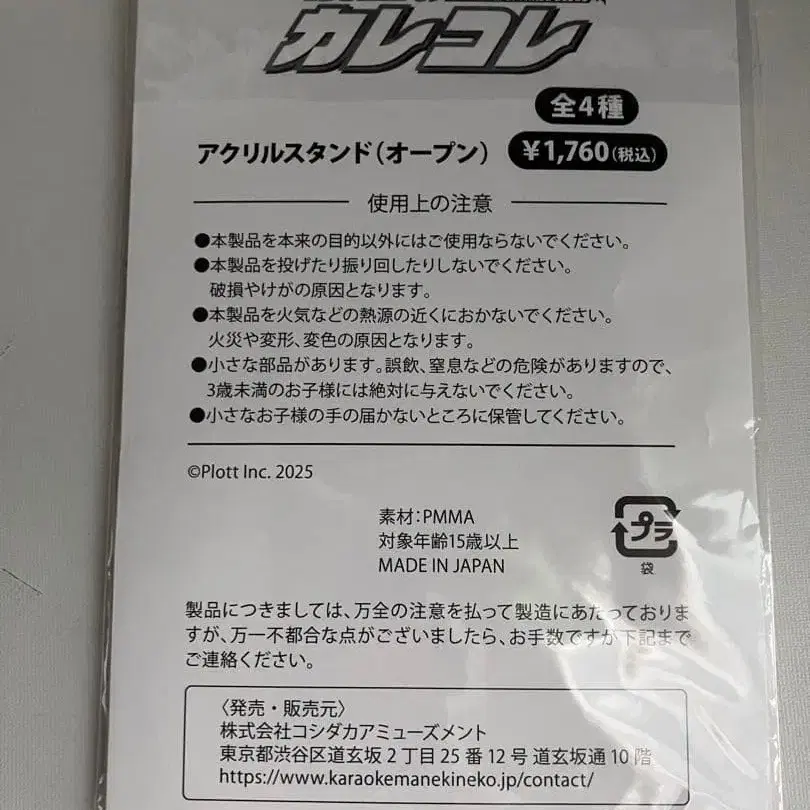 カレコレ
全4種
アクリルスタンド(オープン) ¥1,760(税込)
使用上の注意
●本製品を本来の目的以外にはご使用ならないでください。
●本製品を投げたり振り回したりしないでください。
破損やけがの原因となります。
●本製品を火気などの熱源の近くにおかないでください。
火災や変形、変色の原因となります。
●小さな部品があります。誤飲、窒息などの危険がありますので、
3歳未満のお子様には絶対に与えないでください。
●小さなお子様の手の届かないところに保管してください。
©Plott Inc. 2025
素材:PMMA
対象年齢15歳以上
MADE IN JAPAN
プラ
袋
製品につきましては、万全の注意を払って製造にあたっておりま
すが、万一不都合な点がございましたら、お手数ですが下記まで
ご連絡ください。
〈発売・販売元〉
株式会社コシダカアミューズメント
東京都渋谷区道玄坂2丁目25番12号 道玄坂通10階
https://www.karaokemanekineko.jp/contact/